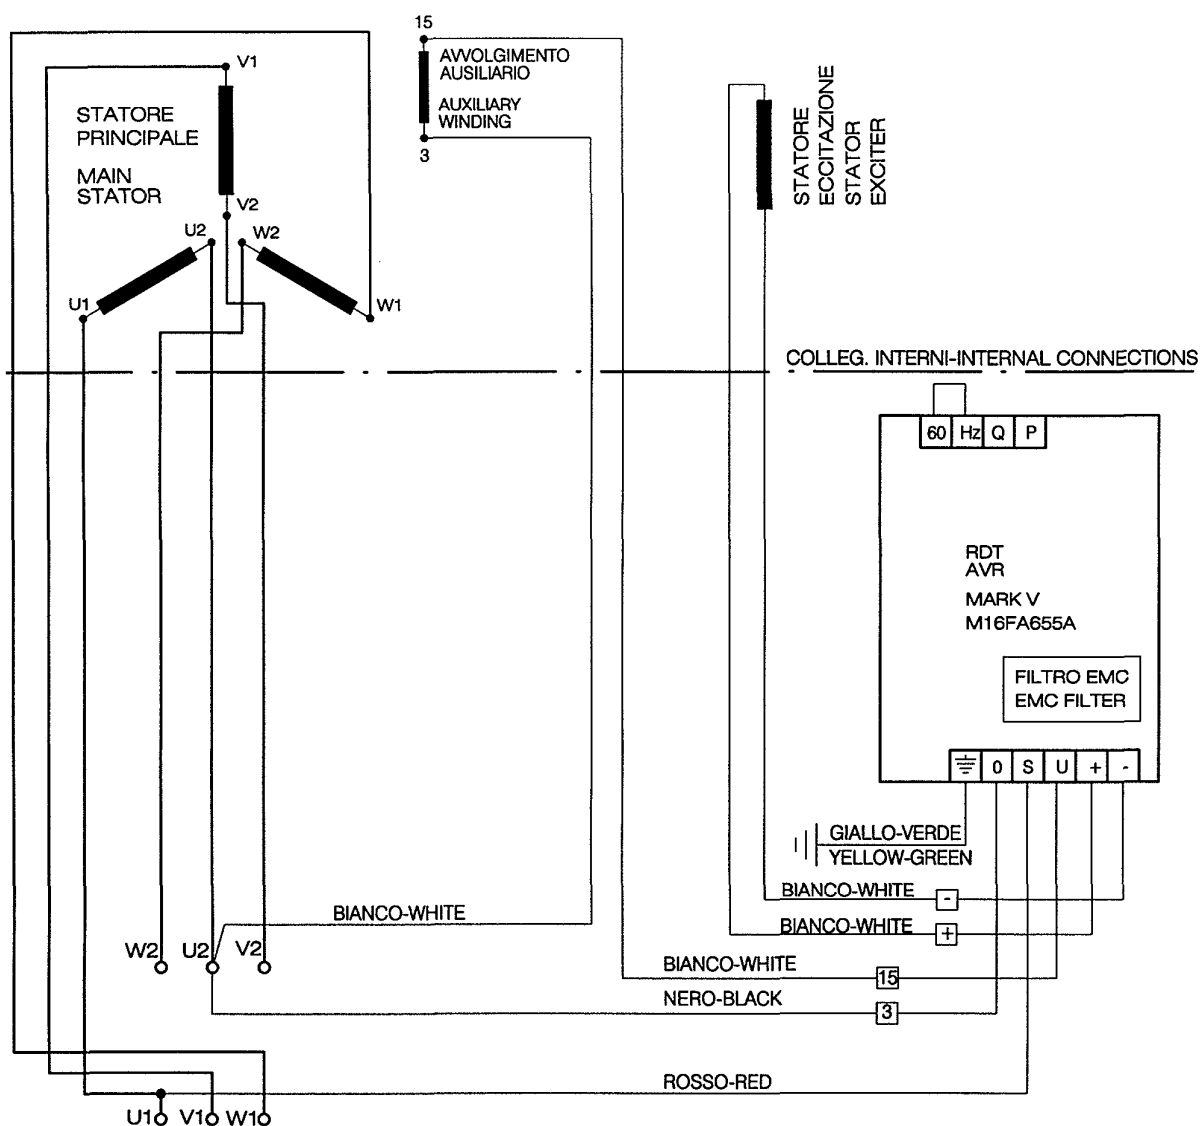 15
V1
AVVOLGIMENTO
AUSILIARIO
AUXILIARY
WINDING
3
STATORE
PRINCIPALE
MAIN
STATOR
V2
U2
W2
U1
W1
STATORE
ECCITAZIONE
STATOR
EXCITER
COLLEG. INTERNI-INTERNAL CONNECTIONS
60 Hz Q P
RDT
AVR
MARK V
M16FA655A
FILTRO EMC
EMC FILTER
0 S U + -
GIALLO-VERDE
YELLOW-GREEN
BIANCO-WHITE -
BIANCO-WHITE +
BIANCO-WHITE
W2 U2 V2
BIANCO-WHITE 15
NERO-BLACK 3
ROSSO-RED
U1 V1 W1